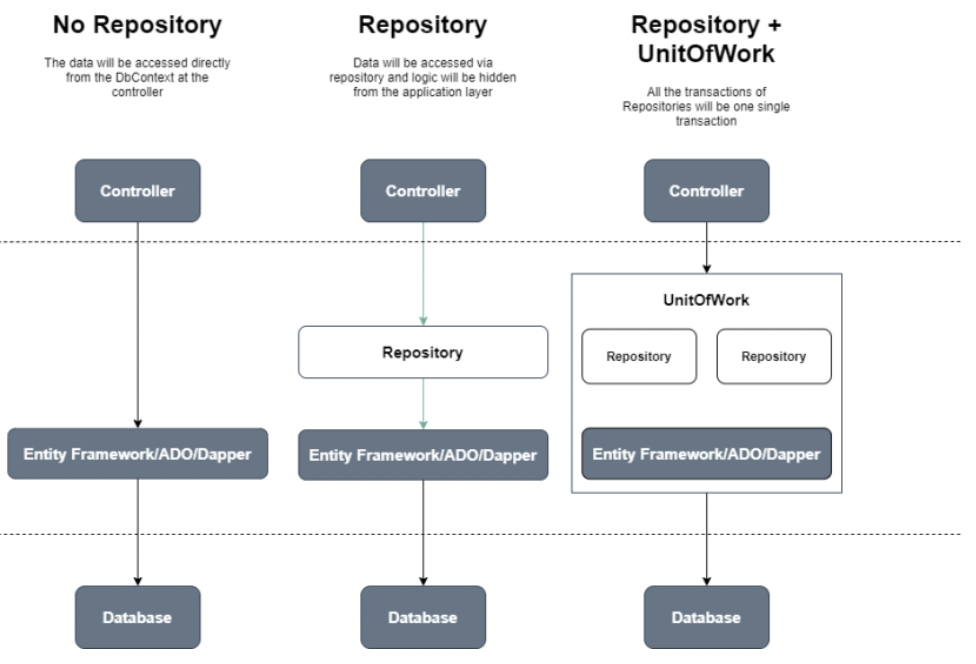 No Repository
The data will be accessed directly
from the DbContext at the
controller
Controller
Entity Framework/ADO/Dapper
Database
Repository
Data will be accessed via
repository and logic will be hidden
from the application layer
Controller
Repository
Entity Framework/ADO/Dapper
Database
Repository +
UnitOfWork
All the transactions of
Repositories will be one single
transaction
Controller
UnitOfWork
Repository
Repository
Entity Framework/ADO/Dapper
Database